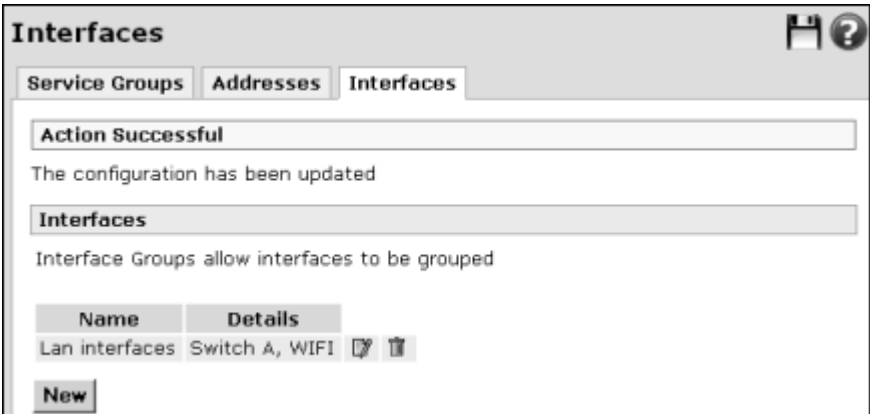 Interfaces
Service Groups Addresses Interfaces
Action Successful
The configuration has been updated
Interfaces
Interface Groups allow interfaces to be grouped
Name Details
Lan interfaces Switch A, WIFI
New